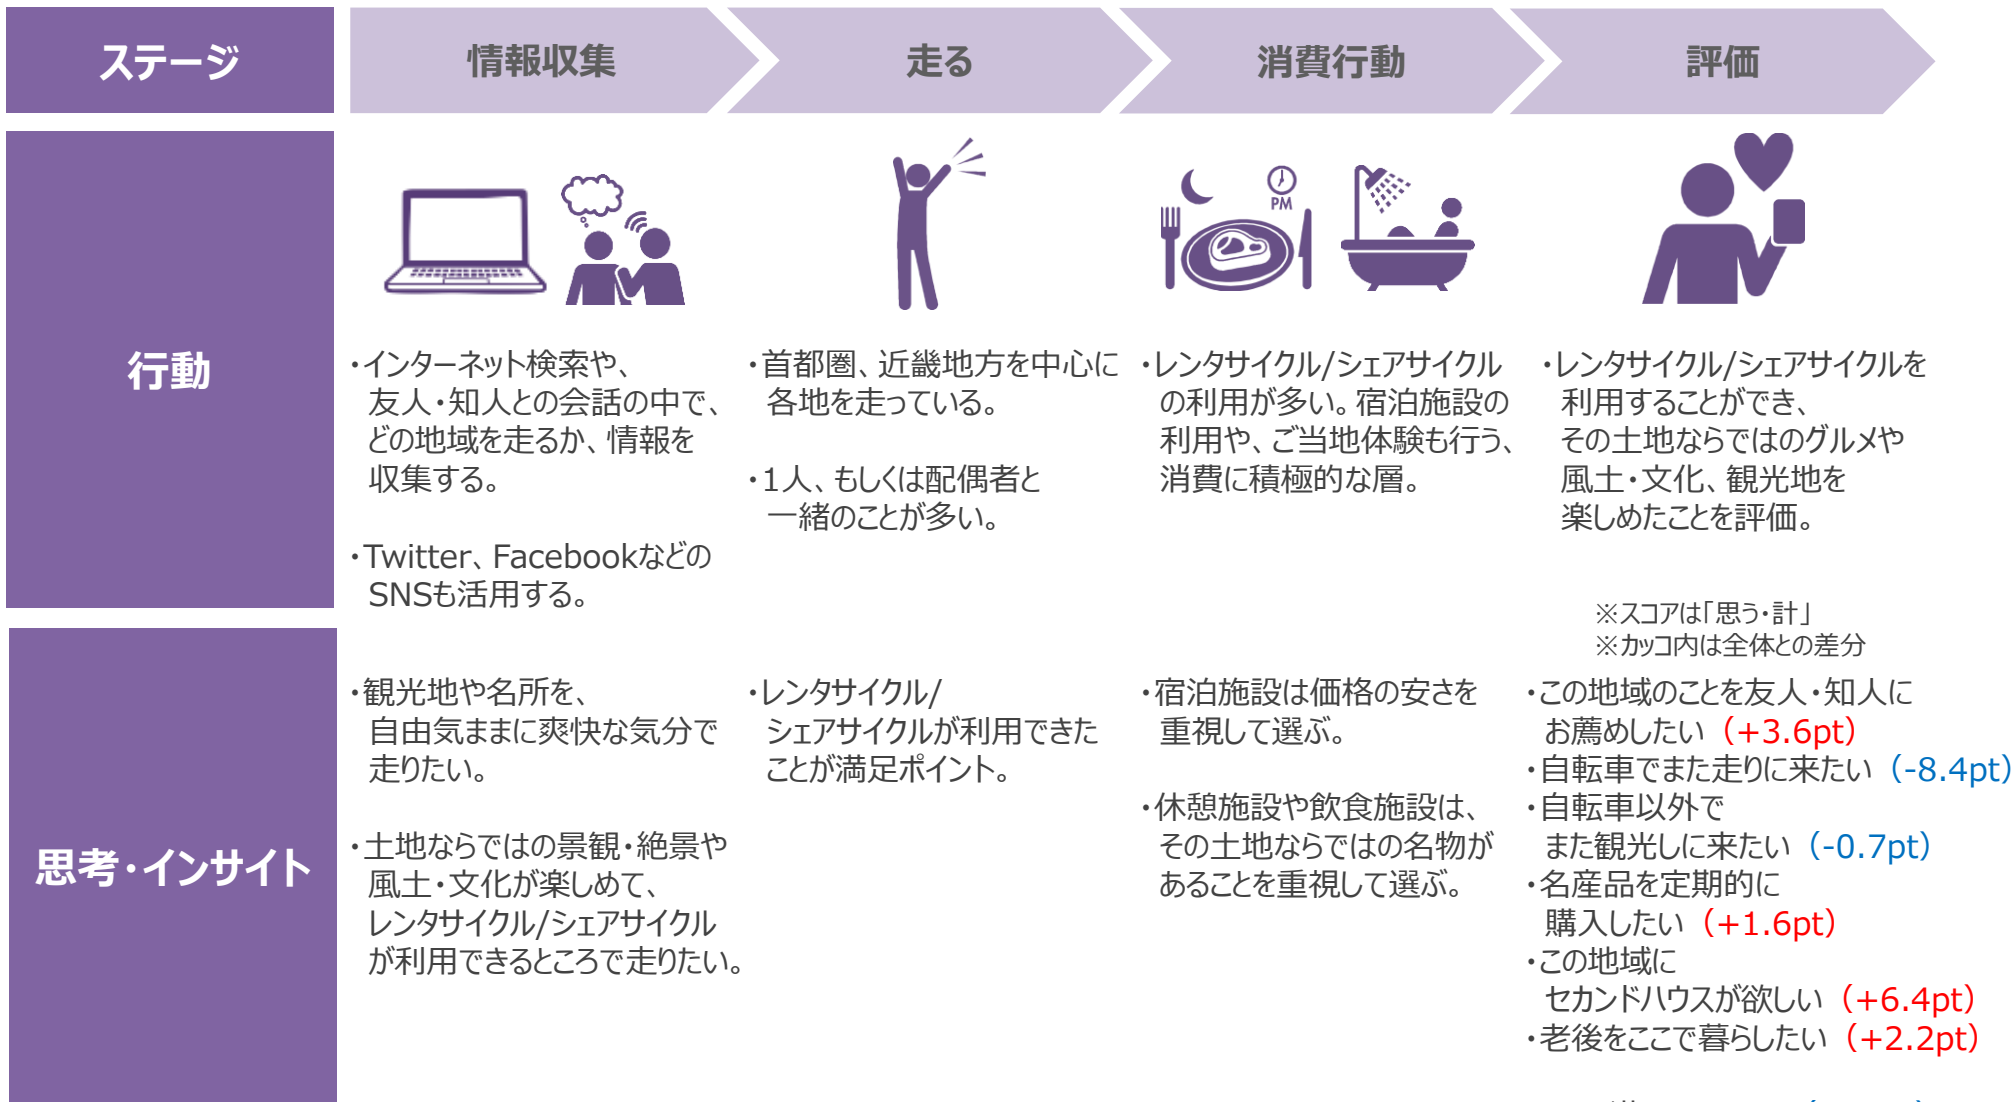 ステージ
情報収集
走る
消費行動
評価
行動
PM
・インターネット検索や、
友人・知人との会話の中で、
どの地域を走るか、情報を
収集する。
・Twitter、Facebookなどの
SNSも活用する。
・首都圏、近畿地方を中心に
各地を走っている。
・1人、もしくは配偶者と
一緒のことが多い。
・レンタサイクル/シェアサイクル
の利用が多い。宿泊施設の
利用や、ご当地体験も行う、
消費に積極的な層。
・レンタサイクル/シェアサイクルを
利用することができ、
その土地ならではのグルメや
風土・文化、観光地を
楽しめたことを評価。
※スコアは「思う・計」
※カッコ内は全体との差分
思考・インサイト
・観光地や名所を、
自由気ままに爽快な気分で
走りたい。
・土地ならではの景観・絶景や
風土・文化が楽しめて、
レンタサイクル/シェアサイクル
が利用できるところで走りたい。
・レンタサイクル/
シェアサイクルが利用できた
ことが満足ポイント。
・宿泊施設は価格の安さを
重視して選ぶ。
・休憩施設や飲食施設は、
その土地ならではの名物が
あることを重視して選ぶ。
・この地域のことを友人・知人に
お薦めしたい（+3.6pt）
・自転車でまた走りに来たい（-8.4pt）
・自転車以外で
また観光しに来たい（-0.7pt）
・名産品を定期的に
購入したい（+1.6pt）
・この地域に
セカンドハウスが欲しい（+6.4pt）
・老後をここで暮らしたい（+2.2pt）